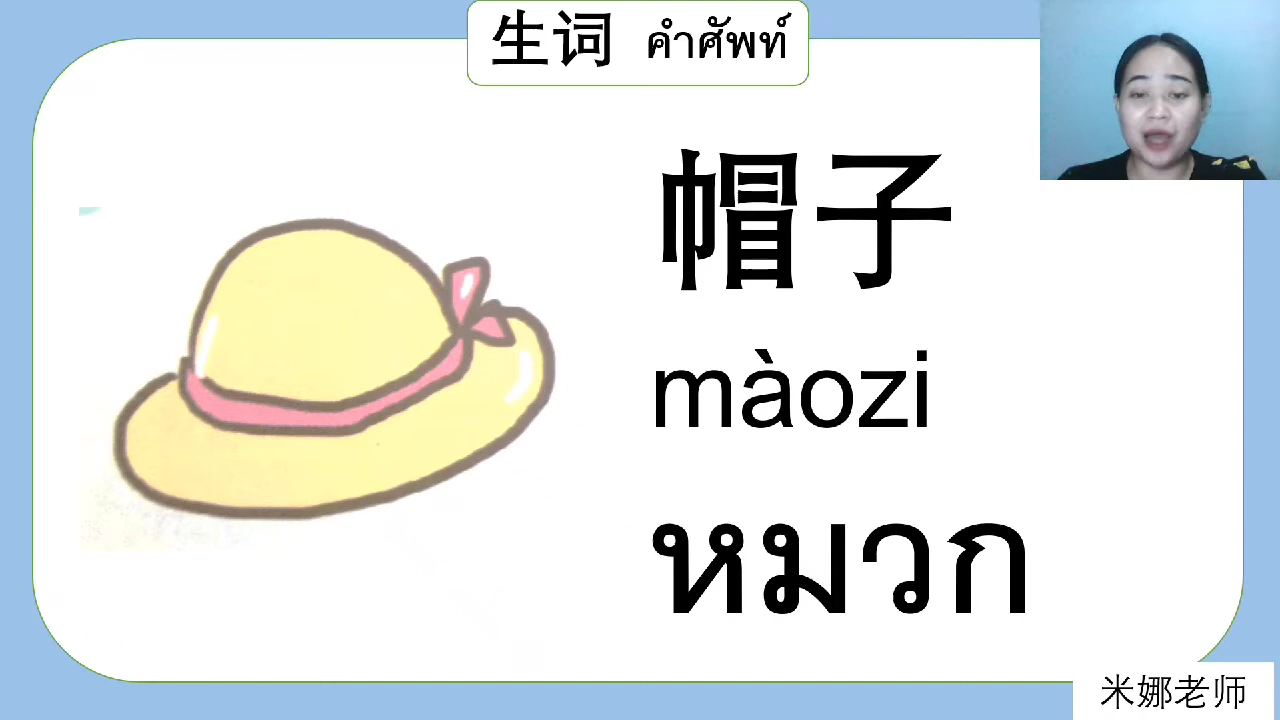 生词 คำศัพท์
帽子
màozi
หมวก
米娜老师